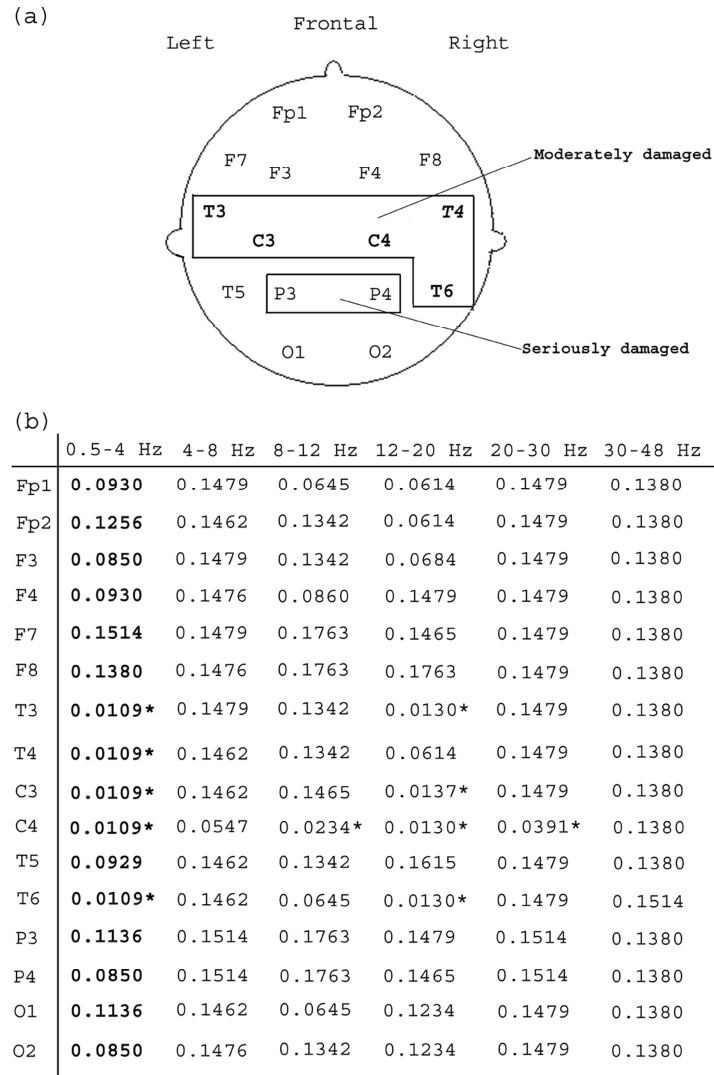 (a)
Frontal
Left Right
Fp1 Fp2
F7 F3 F4 F8
Moderately damaged
T3 T4
C3 C4
T5 P3 P4 T6
O1 O2
Seriously damaged
(b)
0.5-4 Hz 4-8 Hz 8-12 Hz 12-20 Hz 20-30 Hz 30-48 Hz
Fp1 0.0930 0.1479 0.0645 0.0614 0.1479 0.1380
Fp2 0.1256 0.1462 0.1342 0.0614 0.1479 0.1380
F3 0.0850 0.1479 0.1342 0.0684 0.1479 0.1380
F4 0.0930 0.1476 0.0860 0.1479 0.1479 0.1380
F7 0.1514 0.1479 0.1763 0.1465 0.1479 0.1380
F8 0.1380 0.1476 0.1763 0.1763 0.1479 0.1380
T3 0.0109* 0.1479 0.1342 0.0130* 0.1479 0.1380
T4 0.0109* 0.1462 0.1342 0.0614 0.1479 0.1380
C3 0.0109* 0.1462 0.1465 0.0137* 0.1479 0.1380
C4 0.0109* 0.0547 0.0234* 0.0130* 0.0391* 0.1380
T5 0.0929 0.1462 0.1342 0.1615 0.1479 0.1380
T6 0.0109* 0.1462 0.0645 0.0130* 0.1479 0.1514
P3 0.1136 0.1514 0.1763 0.1479 0.1514 0.1380
P4 0.0850 0.1514 0.1763 0.1465 0.1514 0.1380
O1 0.1136 0.1462 0.0645 0.1234 0.1479 0.1380
O2 0.0850 0.1476 0.1342 0.1234 0.1479 0.1380